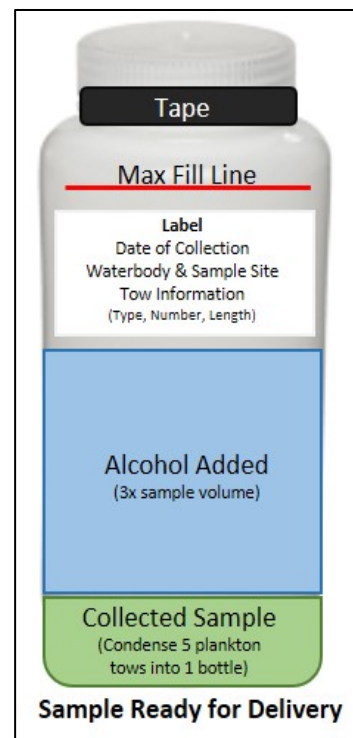 Tape
Max Fill Line
Label
Date of Collection
Waterbody & Sample Site
Tow Information
(Type, Number, Length)
Alcohol Added
(3x sample volume)
Collected Sample
(Condense 5 plankton
tows into 1 bottle)
Sample Ready for Delivery